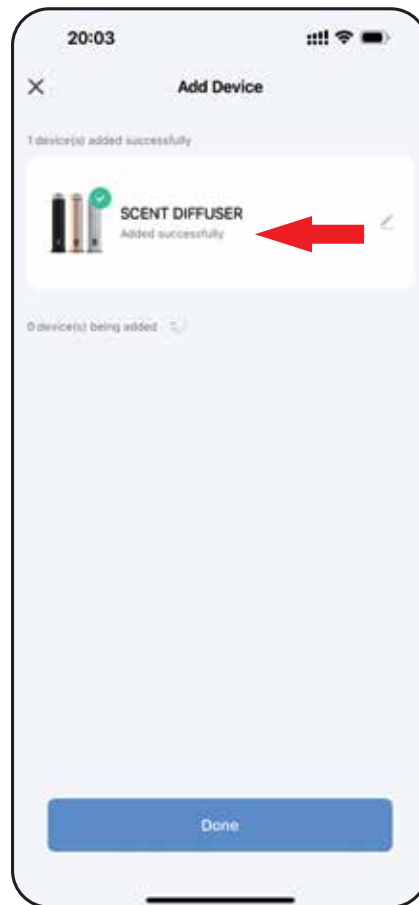 20:03
Add Device
1 device(s) added successfully
SCENT DIFFUSER
Added successfully
0 device(s) being added
Done